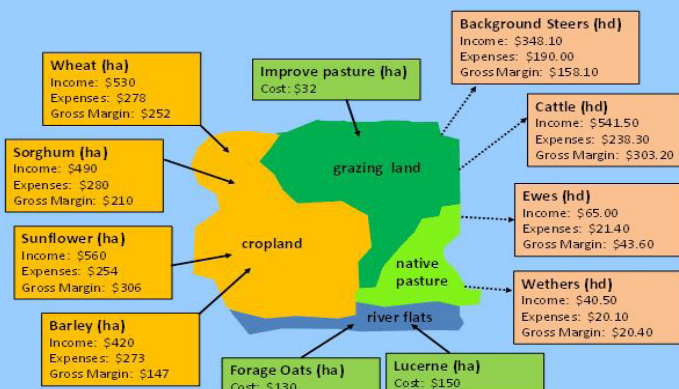 Background Steers (hd)
Income: $348.10
Expenses: $190.00
Gross Margin: $158.10
Wheat (ha)
Income: $530
Expenses: $278
Gross Margin: $252
Improve pasture (ha)
Cost: $32
Cattle (hd)
Income: $541.50
Expenses: $238.30
Gross Margin: $303.20
Sorghum (ha)
Income: $490
Expenses: $280
Gross Margin: $210
grazing land
Ewes (hd)
Income: $65.00
Expenses: $21.40
Gross Margin: $43.60
Sunflower (ha)
Income: $560
Expenses: $254
Gross Margin: $306
cropland
native
pasture
Wethers (hd)
Income: $40.50
Expenses: $20.10
Gross Margin: $20.40
Barley (ha)
Income: $420
Expenses: $273
Gross Margin: $147
river flats
Forage Oats (ha)
Cost: $130
Lucerne (ha)
Cost: $150